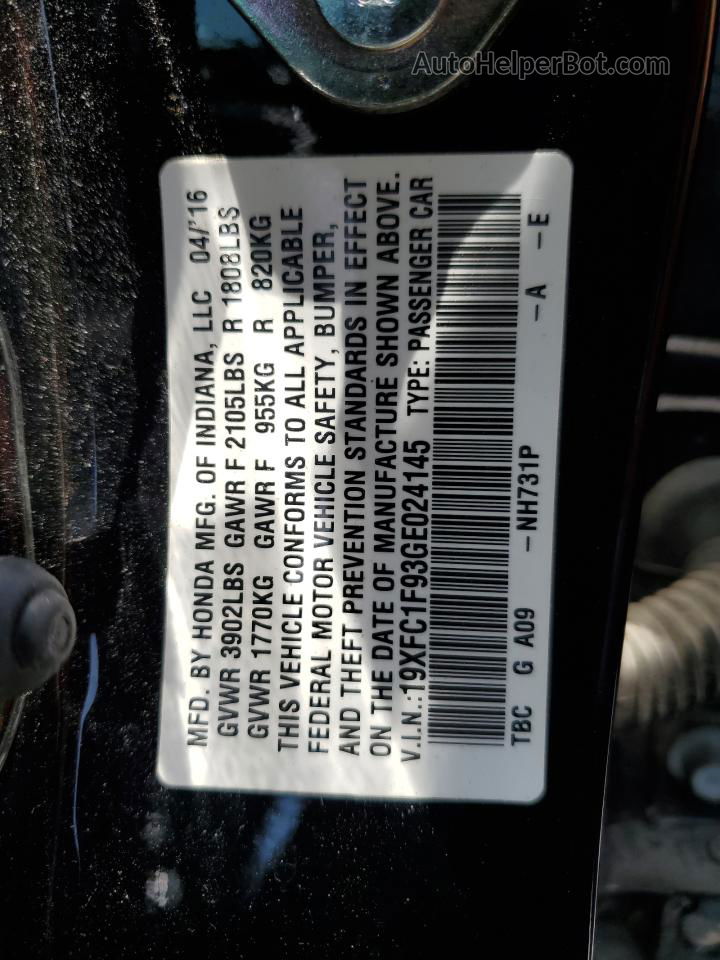 AutoHelperBot.com
MFD. BY HONDA MFG. OF INDIANA, LLC 04/'16
GVWR 3902LBS GAWR F 2105LBS R 1808LBS
GVWR 1770KG GAWR F 955KG R 820KG
THIS VEHICLE CONFORMS TO ALL APPLICABLE
FEDERAL MOTOR VEHICLE SAFETY, BUMPER,
AND THEFT PREVENTION STANDARDS IN EFFECT
ON THE DATE OF MANUFACTURE SHOWN ABOVE.
V.I.N.:19XFC1F93GE024145 TYPE: PASSENGER CAR
TBC G A09 -NH731P -A -E